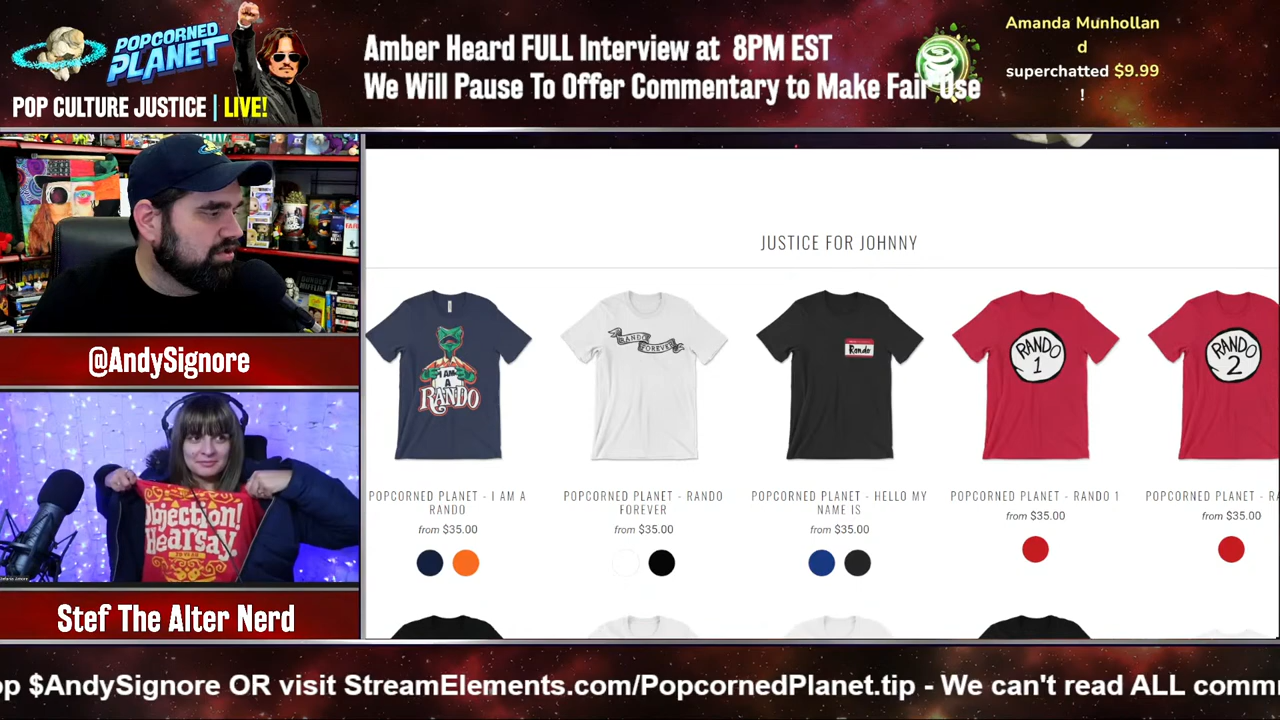 POPCORNED
PLANET
POP CULTURE JUSTICE | LIVE!
Amber Heard FULL Interview at 8PM EST
We Will Pause To Offer Commentary to Make Fair Use
Amanda Munhollan
d
superchatted $9.99
!
@AndySignore
Objection!
Hearsay.
Stef The Alter Nerd
JUSTICE FOR JOHNNY
I AM
A
RANDO
RANDO
FOREVER
Rando
RANDO
1
RANDO
2
POPCORNED PLANET - I AM A
RANDO
from $35.00
POPCORNED PLANET - RANDO
FOREVER
from $35.00
POPCORNED PLANET - HELLO MY
NAME IS
from $35.00
POPCORNED PLANET - RANDO 1
from $35.00
POPCORNED PLANET - RA
from $35.00
op $AndySignore OR visit StreamElements.com/PopcornedPlanet.tip - We can't read ALL comm